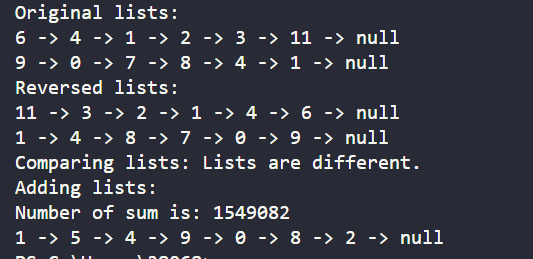 Original lists:
6 -> 4 -> 1 -> 2 -> 3 -> 11 -> null
9 -> 0 -> 7 -> 8 -> 4 -> 1 -> null
Reversed lists:
11 -> 3 -> 2 -> 1 -> 4 -> 6 -> null
1 -> 4 -> 8 -> 7 -> 0 -> 9 -> null
Comparing lists: Lists are different.
Adding lists:
Number of sum is: 1549082
1 -> 5 -> 4 -> 9 -> 0 -> 8 -> 2 -> null